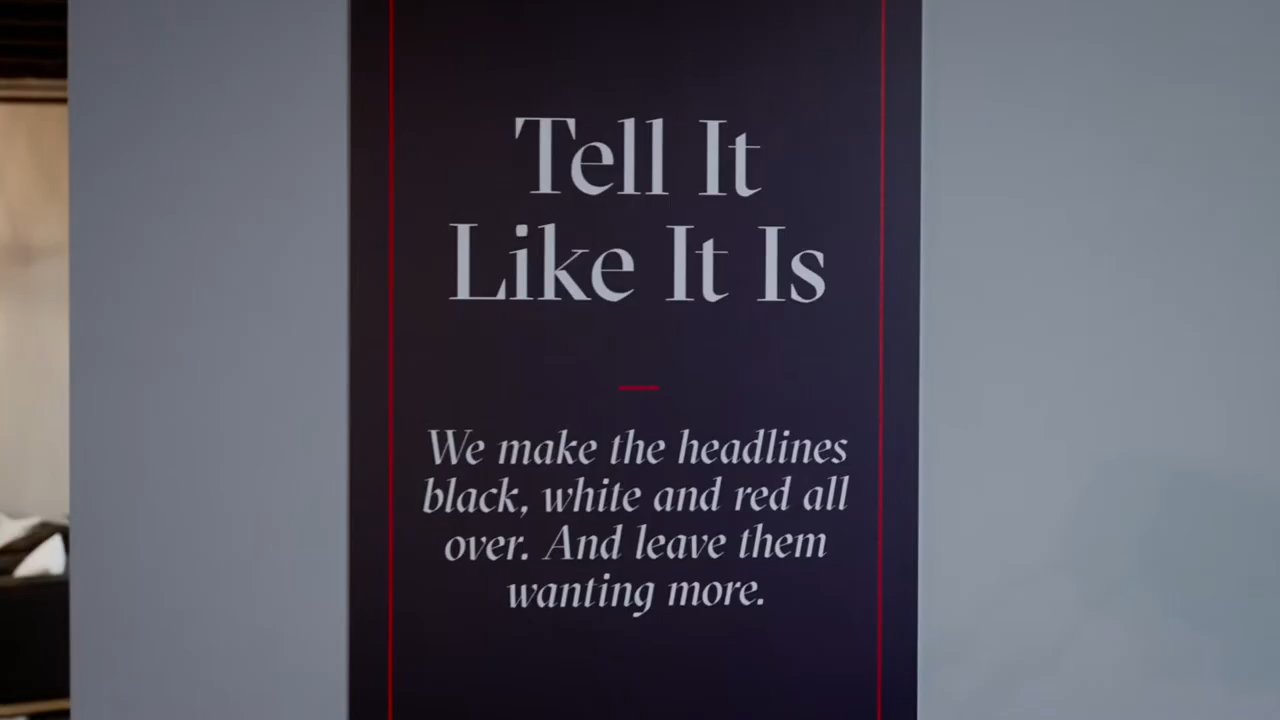 Tell It
Like It Is
We make the headlines
black, white and red all
over. And leave them
wanting more.